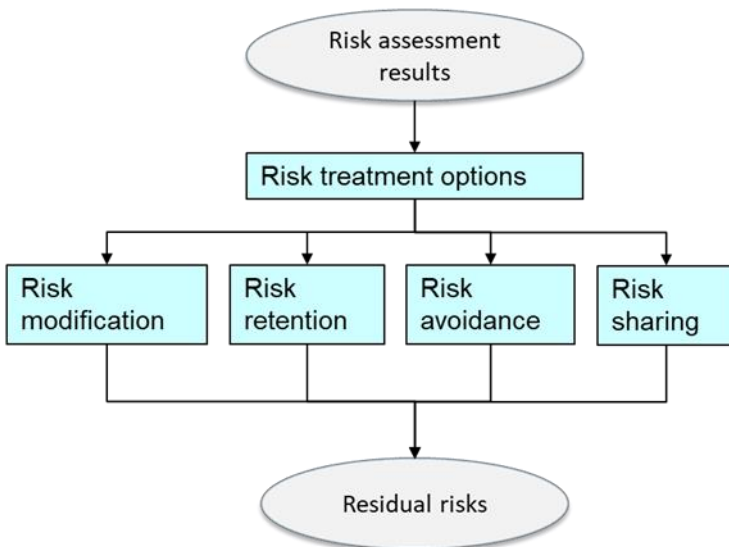 Risk assessment
results
Risk treatment options
Risk
modification
Risk
retention
Risk
avoidance
Risk
sharing
Residual risks